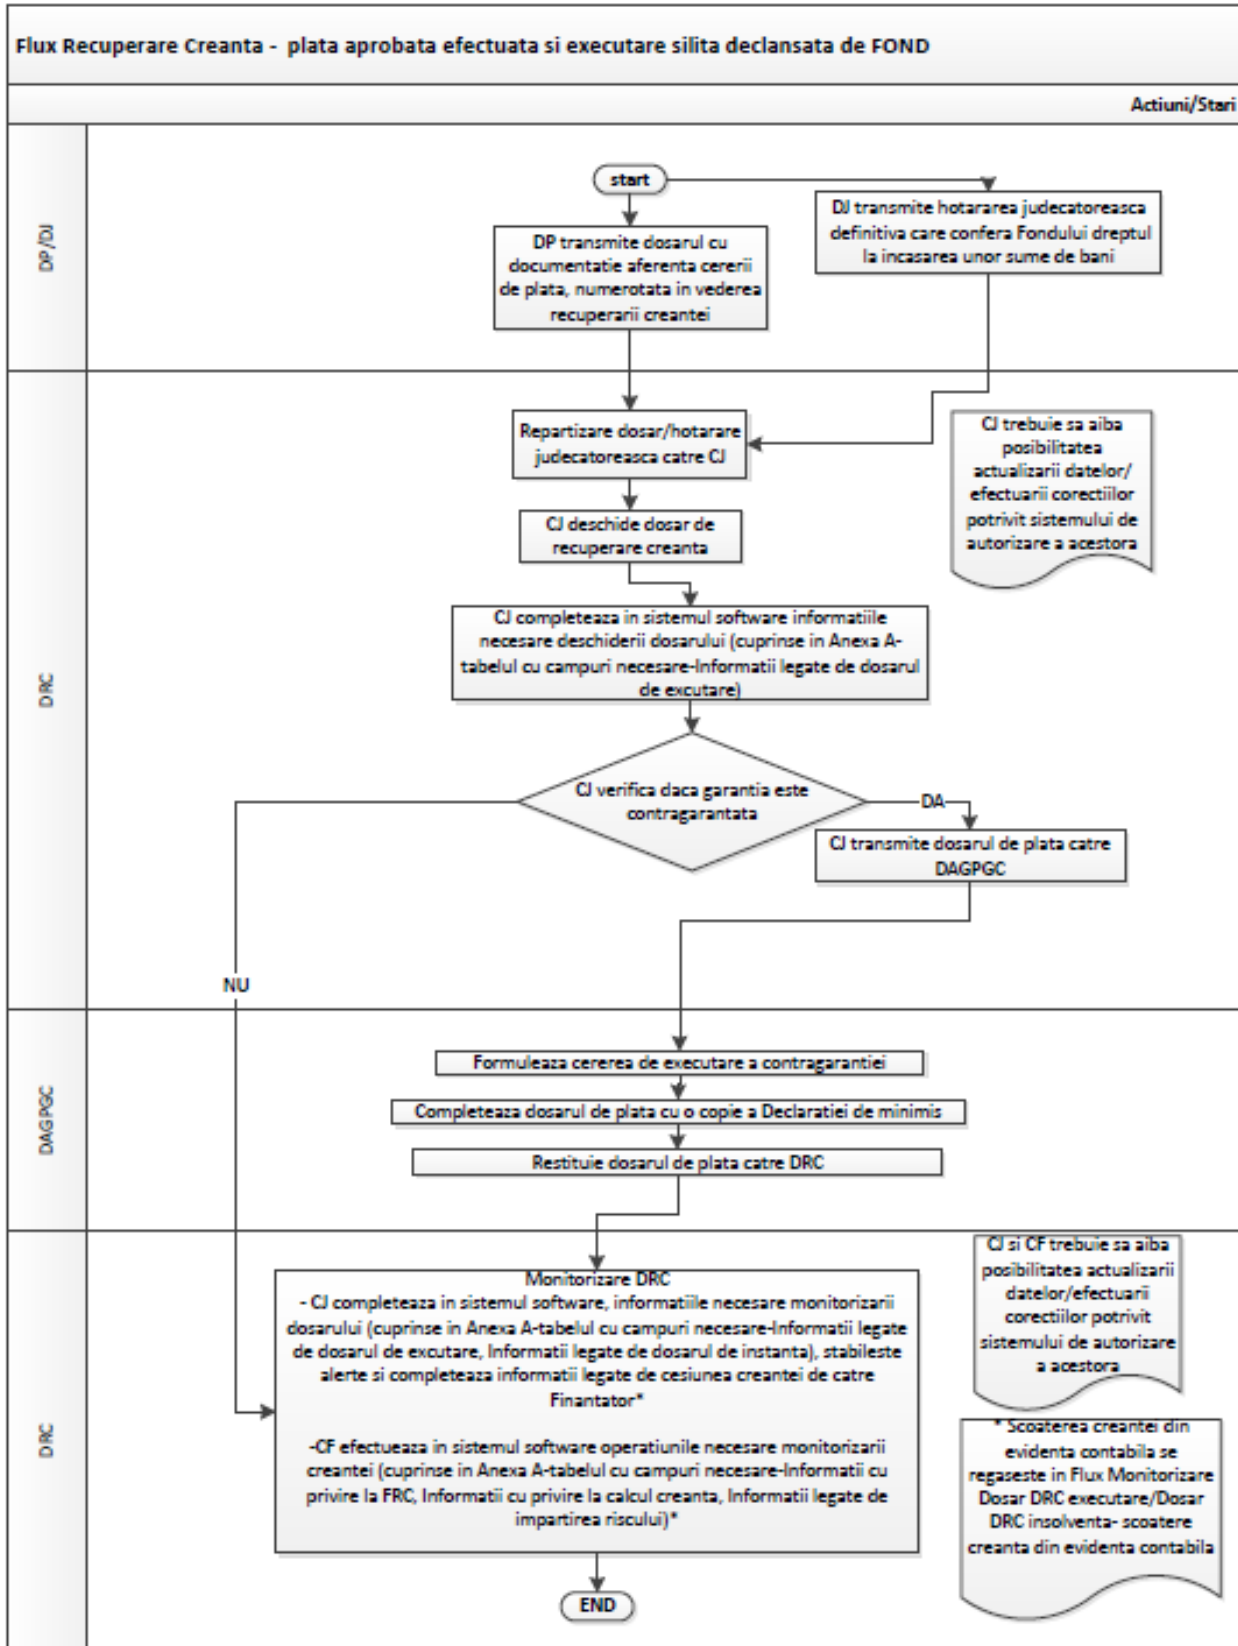 Flux Recuperare Creanta - plata aprobata efectuata si executare silita declansata de FOND
Actiuni/Stari
DP/DJ
start
DJ transmite hotararea judecatoreasca
definitiva care confera Fondului dreptul
la incasarea unor sume de bani
DP transmite dosarul cu
documentatie aferenta cererii
de plata, numerotata in vederea
recuperarii creantei
DRC
Repartizare dosar/hotarare
judecatoreasca catre CJ
CJ trebuie sa aiba
posibilitatea
actualizarii datelor/
efectuarii corectiilor
potrivit sistemului de
autorizare a acestora
CJ deschide dosar de
recuperare creanta
CJ completeaza in sistemul software informatiile
necesare deschiderii dosarului (cuprinse in Anexa A-
tabelul cu campuri necesare-Informatii legate de dosarul
de excutare)
CJ verifica daca garantia este
contragarantata
DA
CJ transmite dosarul de plata catre
DAGPGC
NU
DAGPGC
Formuleaza cererea de executare a contragarantiei
Completeaza dosarul de plata cu o copie a Declaratiei de minimis
Restituie dosarul de plata catre DRC
DRC
Monitorizare DRC
- CJ completeaza in sistemul software, informatiile necesare monitorizarii
dosarului (cuprinse in Anexa A-tabelul cu campuri necesare-Informatii legate
de dosarul de excutare, Informatii legate de dosarul de instanta), stabileste
alerte si completeaza informatii legate de cesiunea creantei de catre
Finantator*
-CF efectueaza in sistemul software operatiunile necesare monitorizarii
creantei (cuprinse in Anexa A-tabelul cu campuri necesare-Informatii cu
privire la FRC, Informatii cu privire la calcul creanta, Informatii legate de
impartirea riscului)*
CJ si CF trebuie sa aiba
posibilitatea actualizarii
datelor/efectuarii
corectiilor potrivit
sistemului de autorizare
a acestora
* Scoaterea creantei din
evidenta contabila se
regaseste in Flux Monitorizare
Dosar DRC executare/Dosar
DRC insolventa- scoatere
creanta din evidenta contabila
END